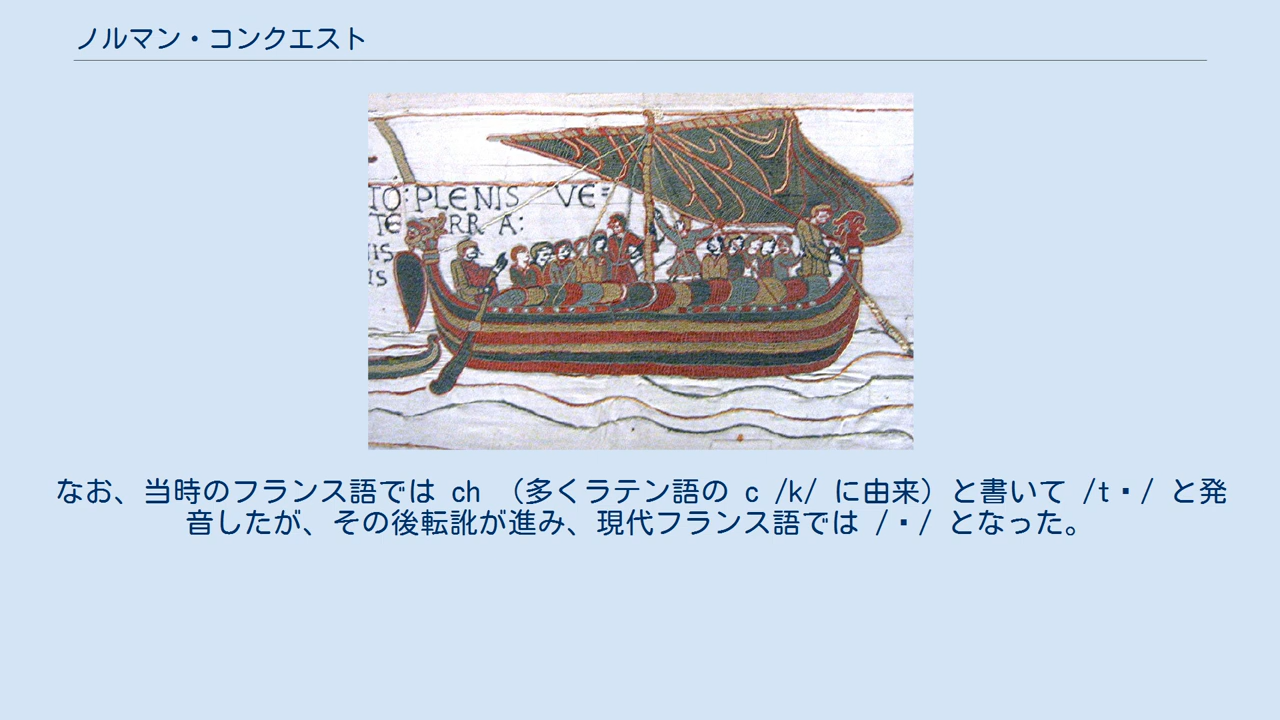 ノルマン・コンクエスト
TO:PLENIS VE=
TE RRA:
IS
IS
なお、当時のフランス語では ch （多くラテン語の c /k/ に由来）と書いて /t▪/ と発
音したが、その後転訛が進み、現代フランス語では /▪/ となった。